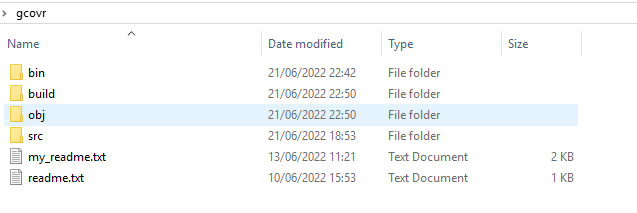 gcovr
Name Date modified Type Size
bin 21/06/2022 22:42 File folder
build 21/06/2022 22:50 File folder
obj 21/06/2022 22:50 File folder
src 21/06/2022 18:53 File folder
my_readme.txt 13/06/2022 11:21 Text Document 2 KB
readme.txt 10/06/2022 15:53 Text Document 1 KB